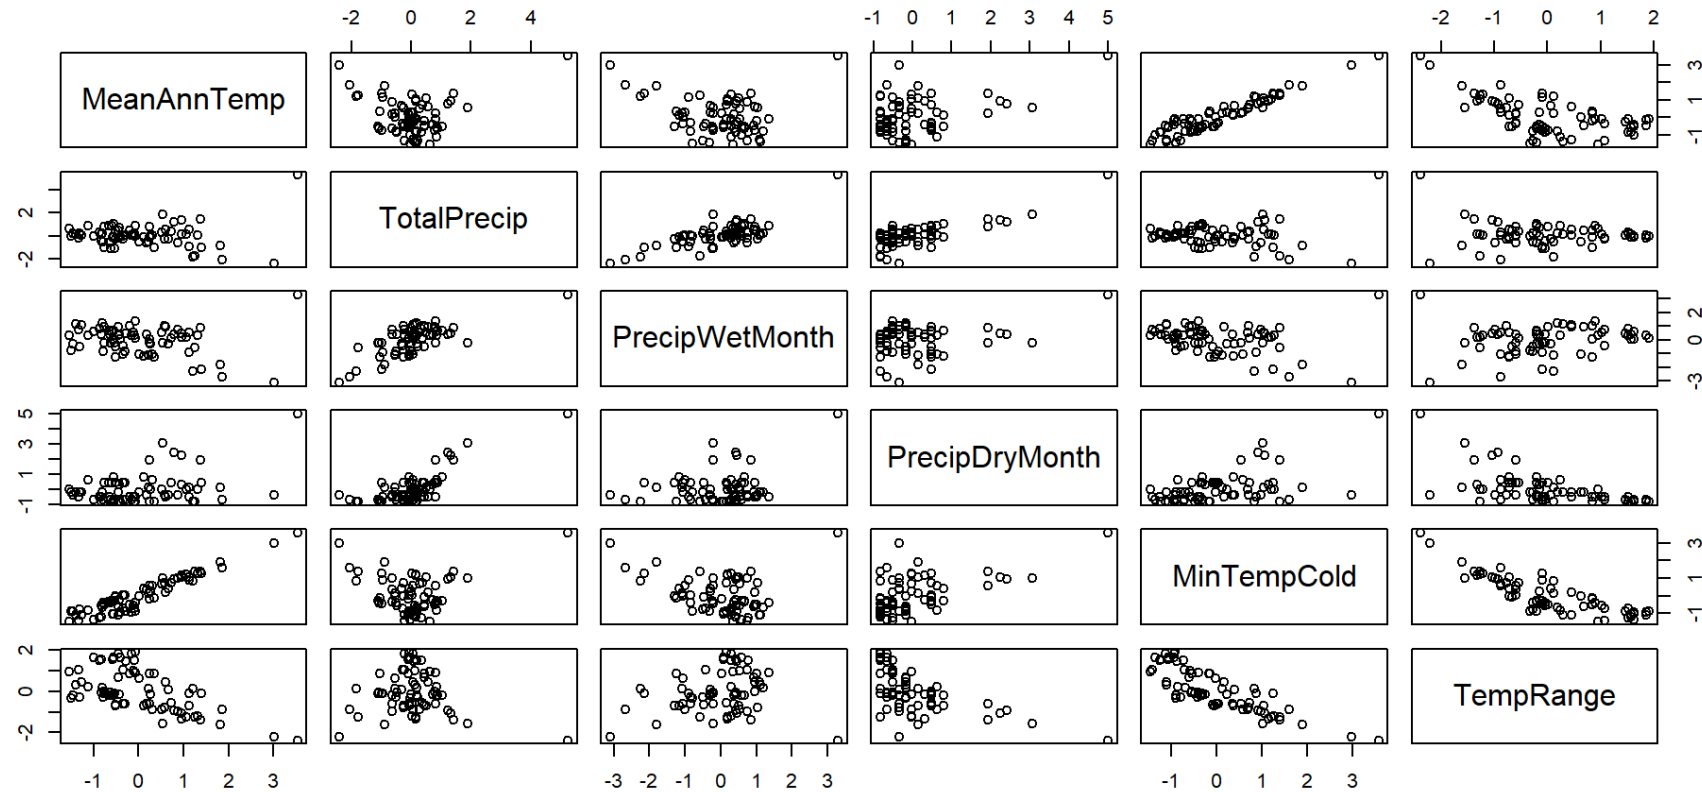 -2 0 2 4 -1 0 1 2 3 4 5 -2 -1 0 1 2
MeanAnnTemp -1 1 3
-2 2 TotalPrecip
PrecipWetMonth -3 0 2
-1 1 3 5 PrecipDryMonth
MinTempCold -1 1 3
-2 0 2 TempRange
-1 0 1 2 3 -3 -2 -1 0 1 2 3 -1 0 1 2 3